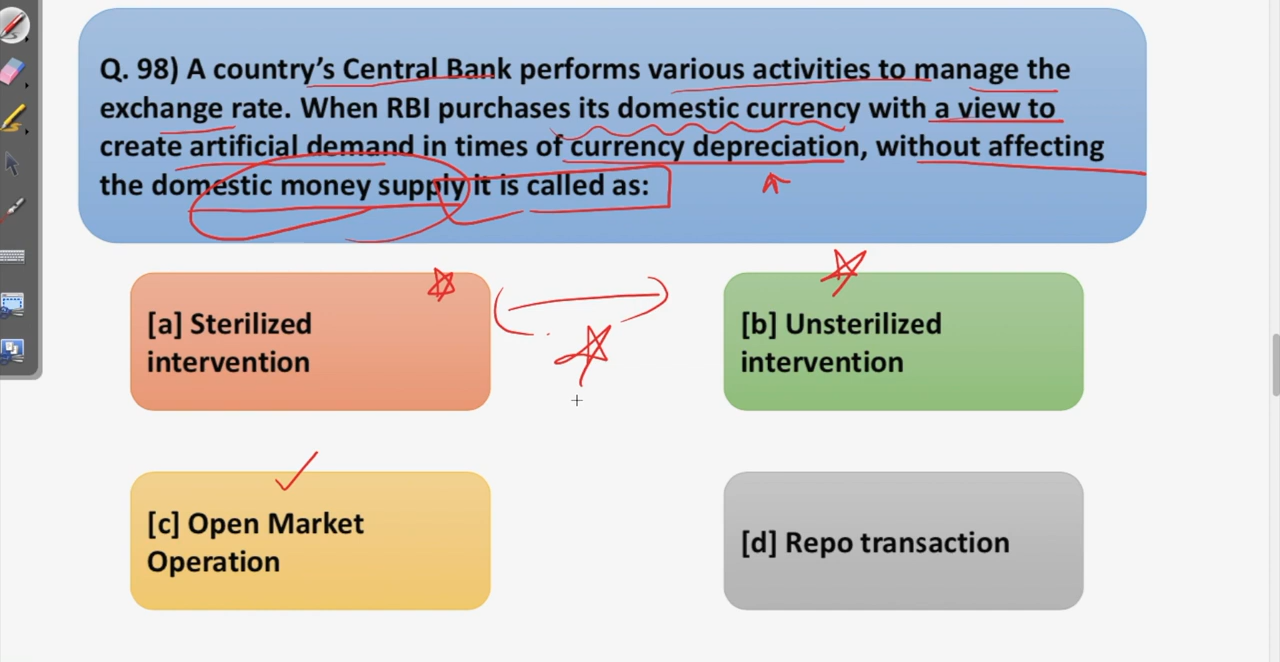 Q. 98) A country's Central Bank performs various activities to manage the
exchange rate. When RBI purchases its domestic currency with a view to
create artificial demand in times of currency depreciation, without affecting
the domestic money supply it is called as:
[a] Sterilized
intervention
[b] Unsterilized
intervention
[c] Open Market
Operation
[d] Repo transaction